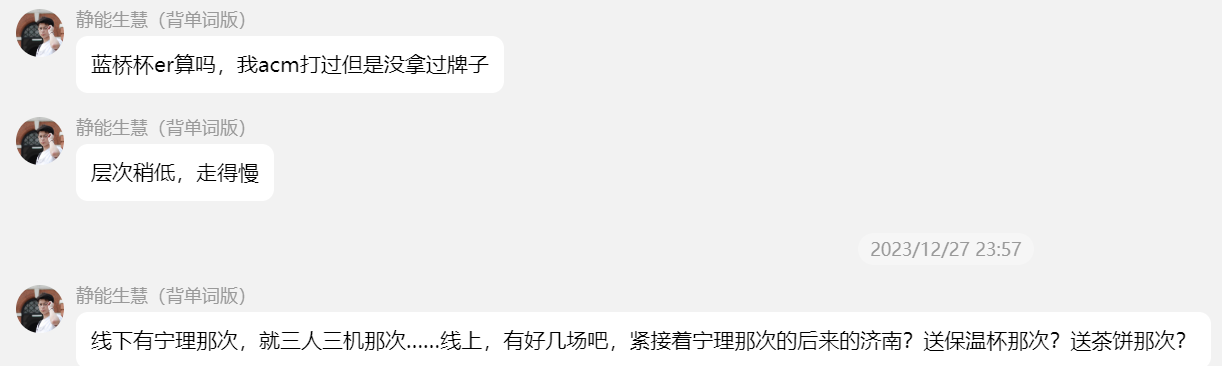 静能生慧（背单词版）
蓝桥杯er算吗，我acm打过但是没拿过牌子
静能生慧（背单词版）
层次稍低，走得慢
2023/12/27 23:57
静能生慧（背单词版）
线下有宁理那次，就三人三机那次......线上，有好几场吧，紧接着宁理那次的后来的济南？送保温杯那次？送茶饼那次？